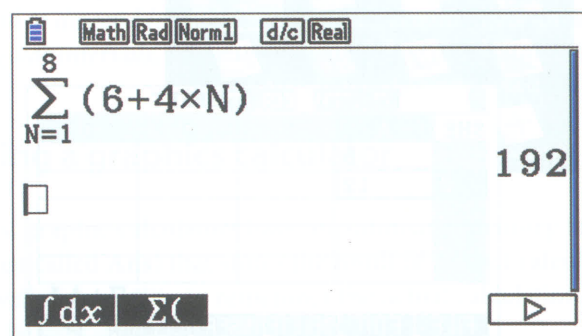 Math Rad Norm1 d/c Real
8
∑ (6+4×N)
N=1
192
∫dx Σ( ▷